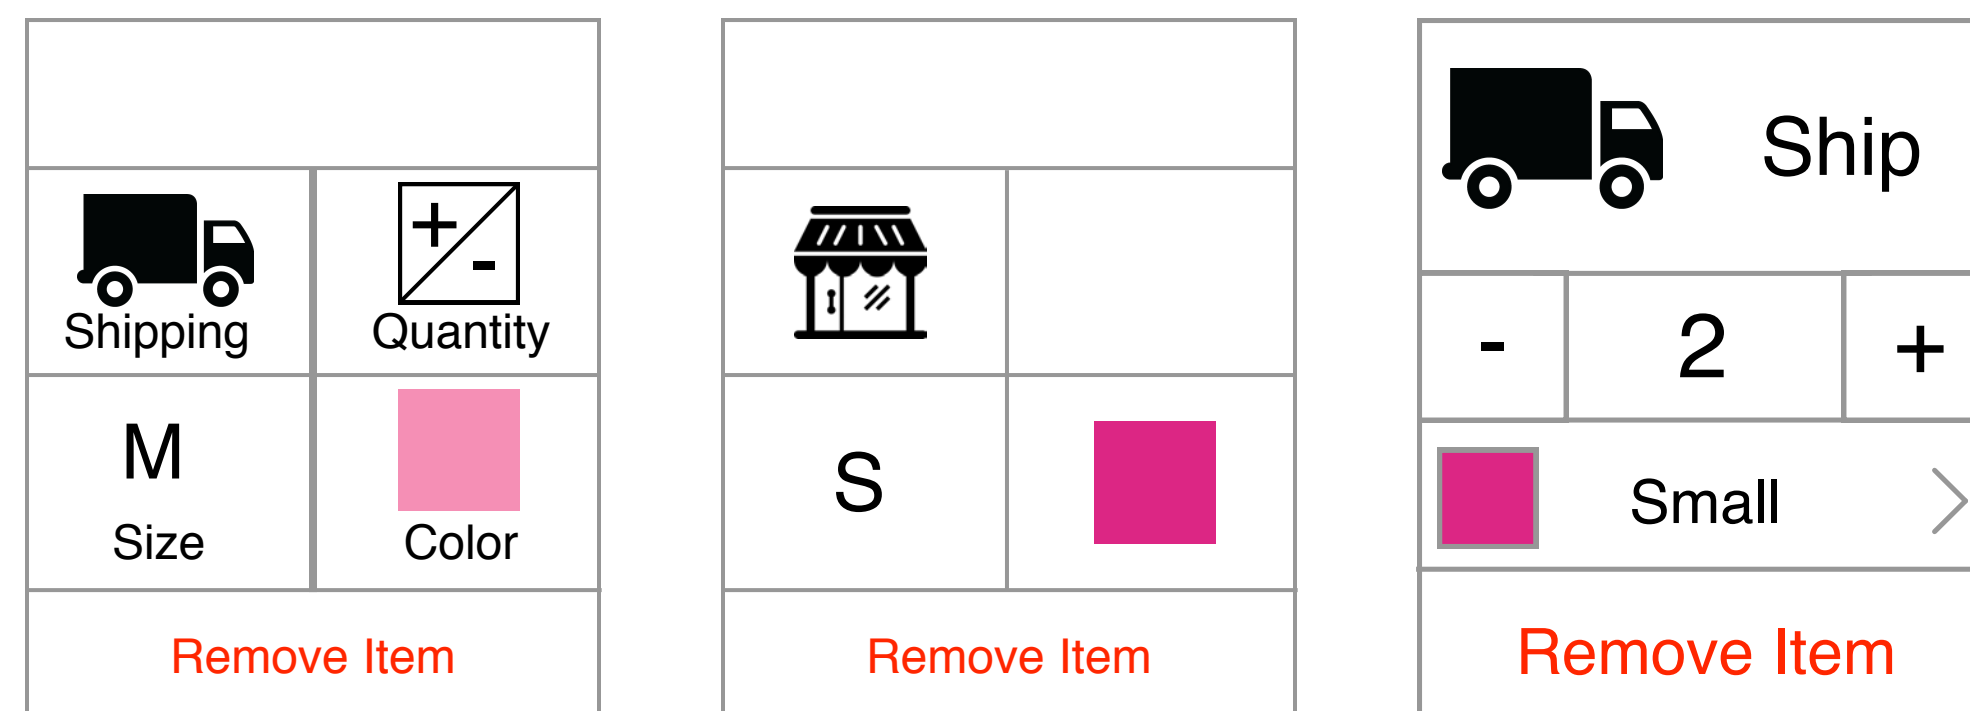 +
-
Shipping
Quantity
M
Size
Color
Remove Item
S
Remove Item
Ship
- 2 +
Small
Remove Item